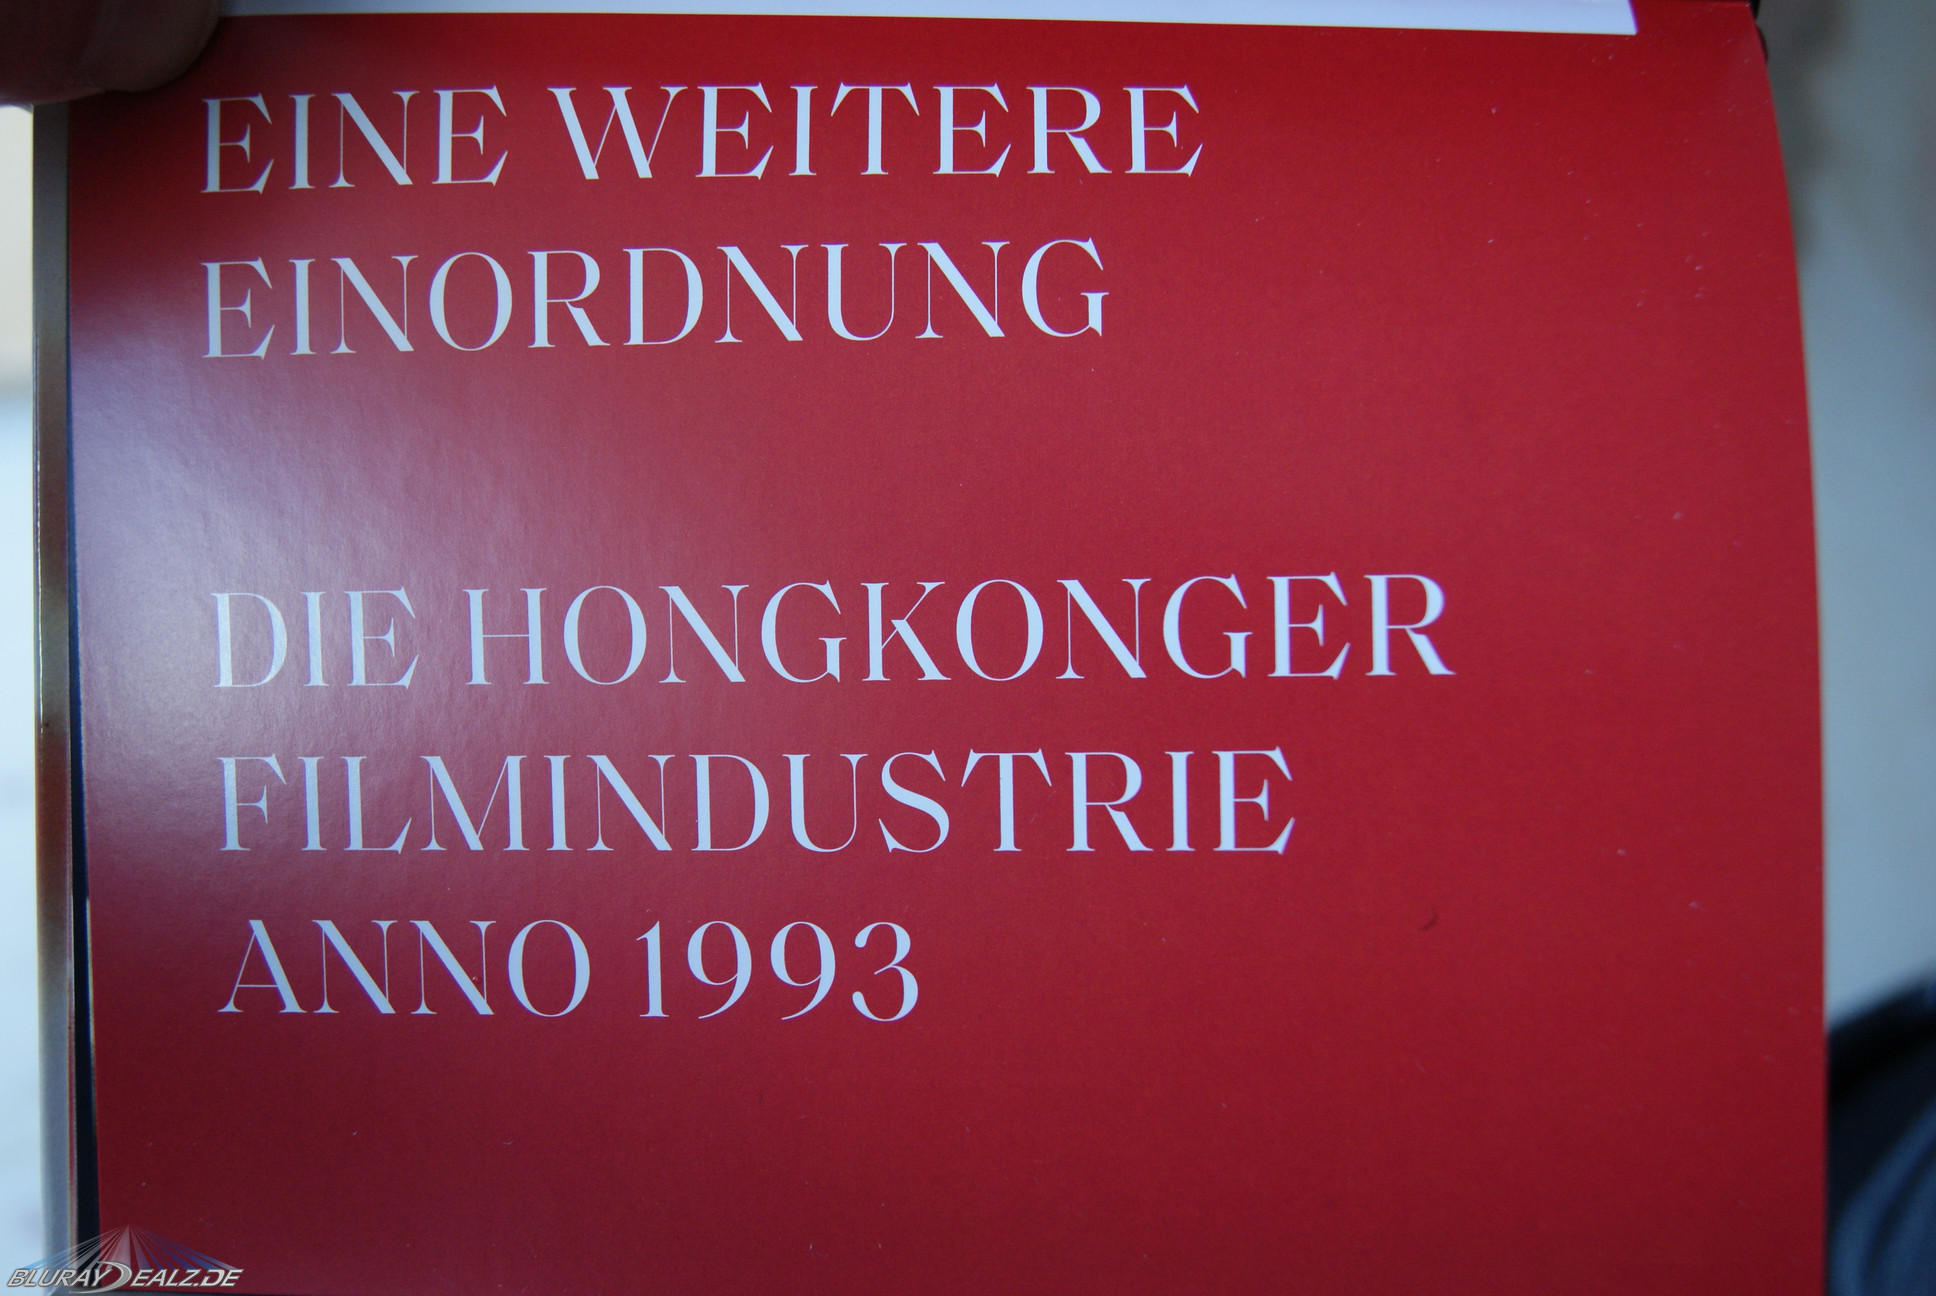 EINE WEITERE
EINORDNUNG
DIE HONGKONGER
FILMINDUSTRIE
ANNO 1993
BLURAYDEALZ.DE